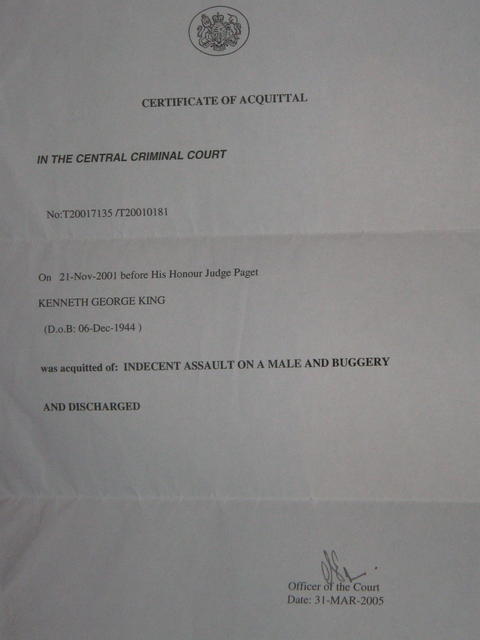 CERTIFICATE OF ACQUITTAL
IN THE CENTRAL CRIMINAL COURT
No:T20017135 /T20010181
On 21-Nov-2001 before His Honour Judge Paget
KENNETH GEORGE KING
(D.o.B: 06-Dec-1944 )
was acquitted of: INDECENT ASSAULT ON A MALE AND BUGGERY
AND DISCHARGED
Officer of the Court
Date: 31-MAR-2005